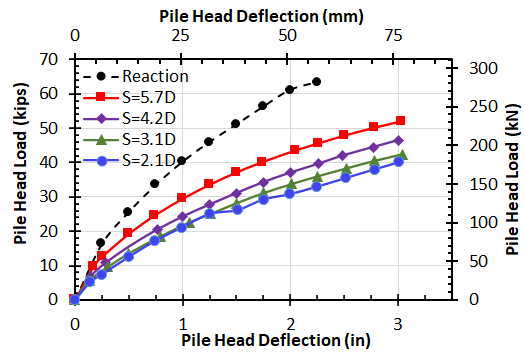 Pile Head Deflection (mm)
0 25 50 75
70 300
60 250
50 200
40 150
30 100
20 50
10 0
0
Pile Head Load (kips)
Pile Head Load (kN)
Reaction
S=5.7D
S=4.2D
S=3.1D
S=2.1D
0 1 2 3
Pile Head Deflection (in)